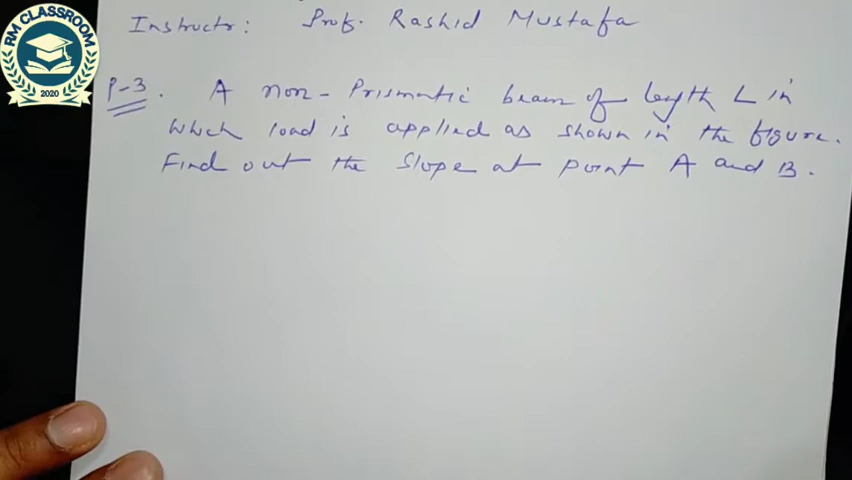 RM CLASSROOM
2020
Instructr: Prof. Rashid Mustafa
P-3. A non-Prismatic beam of length L in
which load is applied as shown in the figure.
Find out the Slope at point A and B.